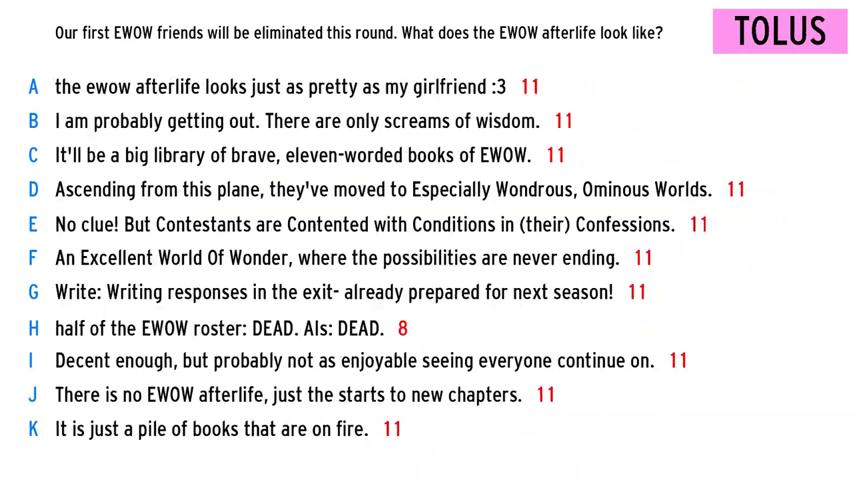 Our first EWOW friends will be eliminated this round. What does the EWOW afterlife look like?
TOLUS
A the ewow afterlife looks just as pretty as my girlfriend :3 11
B I am probably getting out. There are only screams of wisdom. 11
C It'll be a big library of brave, eleven-worded books of EWOW. 11
D Ascending from this plane, they've moved to Especially Wondrous, Ominous Worlds. 11
E No clue! But Contestants are Contented with Conditions in (their) Confessions. 11
F An Excellent World Of Wonder, where the possibilities are never ending. 11
G Write: Writing responses in the exit- already prepared for next season! 11
H half of the EWOW roster: DEAD. AIs: DEAD. 8
I Decent enough, but probably not as enjoyable seeing everyone continue on. 11
J There is no EWOW afterlife, just the starts to new chapters. 11
K It is just a pile of books that are on fire. 11